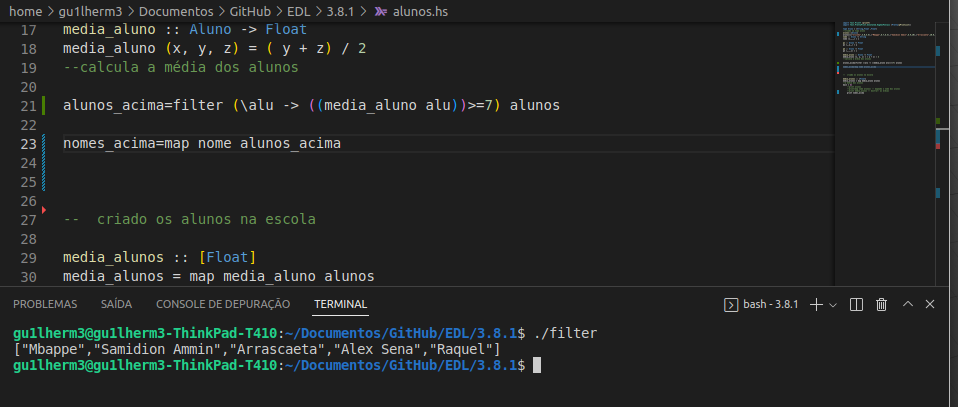 home > gu1lherm3 > Documentos > GitHub > EDL > 3.8.1 > alunos.hs
17 media_aluno :: Aluno -> Float
18 media_aluno (x, y, z) = ( y + z) / 2
19 --calcula a média dos alunos
20
21 alunos_acima=filter (\alu -> ((media_aluno alu))>=7) alunos
22
23 nomes_acima=map nome alunos_acima
24
25
26
27 --  criado os alunos na escola
28
29 media_alunos :: [Float]
30 media_alunos = map media_aluno alunos
PROBLEMAS SAÍDA CONSOLE DE DEPURAÇÃO TERMINAL bash - 3.8.1
gu1lherm3@gu1lherm3-ThinkPad-T410:~/Documentos/GitHub/EDL/3.8.1$ ./filter
["Mbappe","Samidion Ammin","Arrascaeta","Alex Sena","Raquel"]
gu1lherm3@gu1lherm3-ThinkPad-T410:~/Documentos/GitHub/EDL/3.8.1$